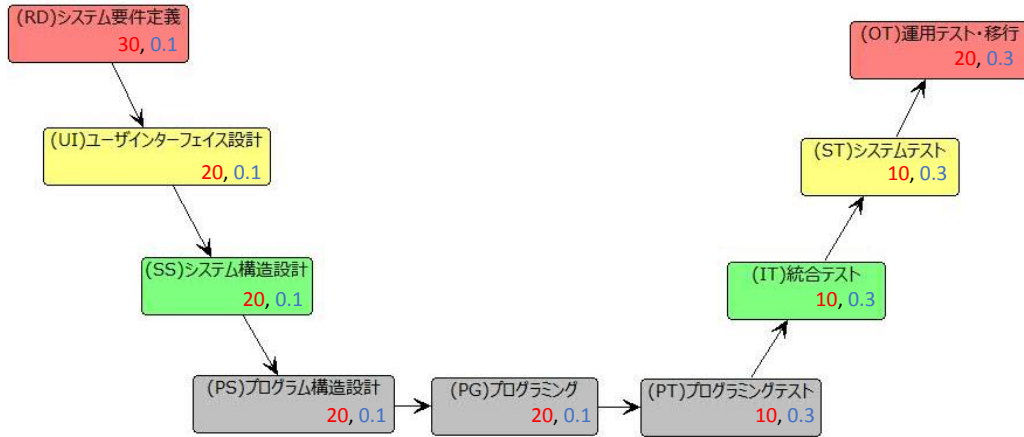 (RD)システム要件定義
30, 0.1
(UI)ユーザインターフェイス設計
20, 0.1
(SS)システム構造設計
20, 0.1
(PS)プログラム構造設計
20, 0.1
(PG)プログラミング
20, 0.1
(PT)プログラミングテスト
10, 0.3
(IT)統合テスト
10, 0.3
(ST)システムテスト
10, 0.3
(OT)運用テスト・移行
20, 0.3